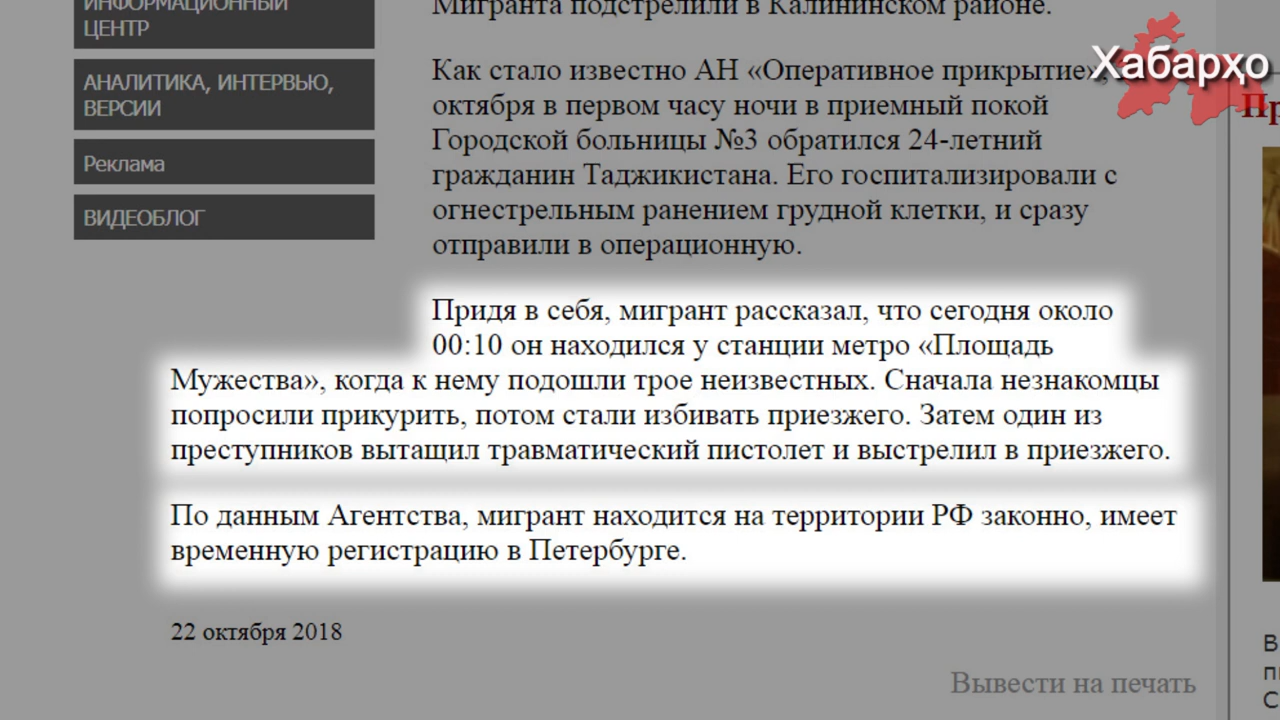 ИНФОРМАЦИОННЫЙ
ЦЕНТР
АНАЛИТИКА, ИНТЕРВЬЮ,
ВЕРСИИ
Реклама
ВИДЕОБЛОГ
Мигранта подстрелили в Калининском районе.
Как стало известно АН «Оперативное прикрытие»,
октября в первом часу ночи в приемный покой
Городской больницы №3 обратился 24-летний
гражданин Таджикистана. Его госпитализировали с
огнестрельным ранением грудной клетки, и сразу
отправили в операционную.
Придя в себя, мигрант рассказал, что сегодня около
00:10 он находился у станции метро «Площадь
Мужества», когда к нему подошли трое неизвестных. Сначала незнакомцы
попросили прикурить, потом стали избивать приезжего. Затем один из
преступников вытащил травматический пистолет и выстрелил в приезжего.
По данным Агентства, мигрант находится на территории РФ законно, имеет
временную регистрацию в Петербурге.
22 октября 2018
Вывести на печать
Хабарҳо